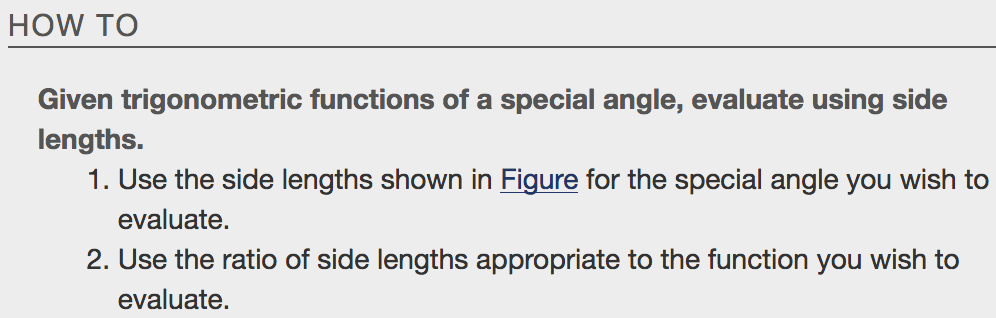 HOW TO
Given trigonometric functions of a special angle, evaluate using side
lengths.
1. Use the side lengths shown in Figure for the special angle you wish to
evaluate.
2. Use the ratio of side lengths appropriate to the function you wish to
evaluate.